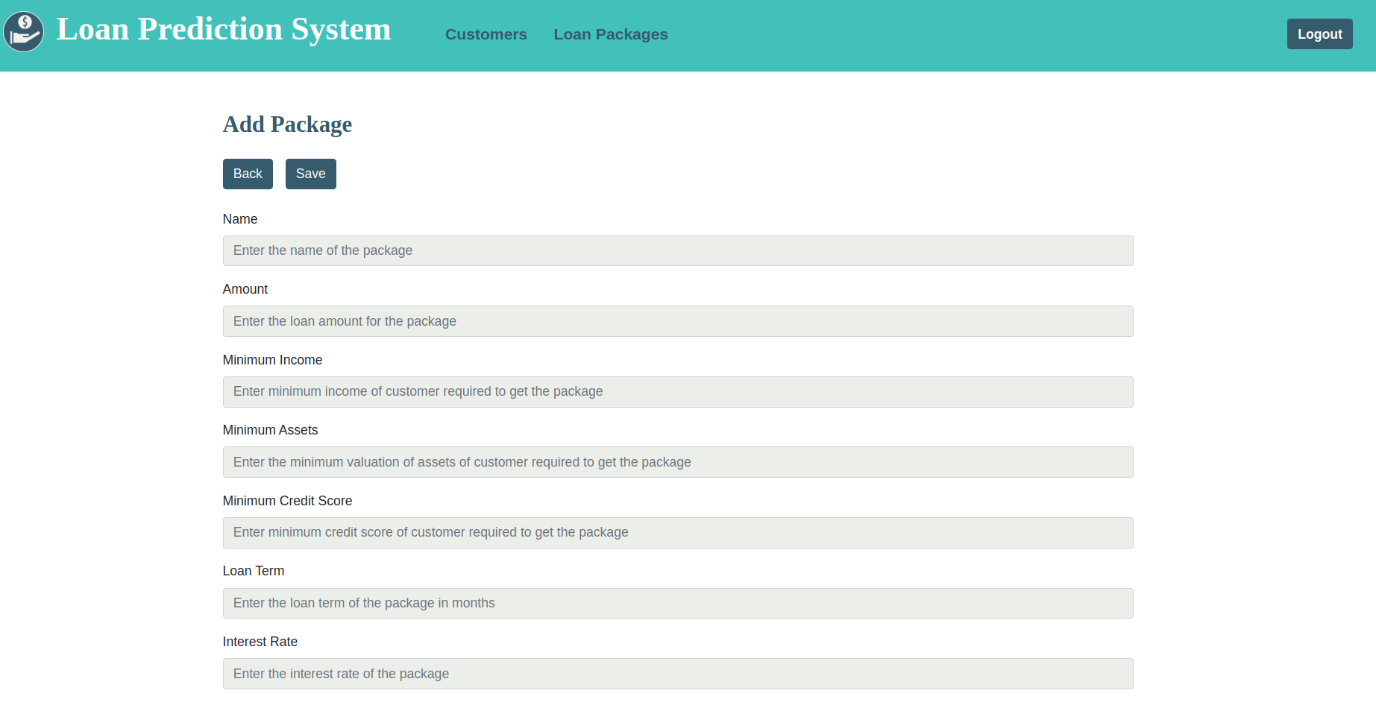 Loan Prediction System
Customers
Loan Packages
Logout
Add Package
Back
Save
Name
Enter the name of the package
Amount
Enter the loan amount for the package
Minimum Income
Enter minimum income of customer required to get the package
Minimum Assets
Enter the minimum valuation of assets of customer required to get the package
Minimum Credit Score
Enter minimum credit score of customer required to get the package
Loan Term
Enter the loan term of the package in months
Interest Rate
Enter the interest rate of the package